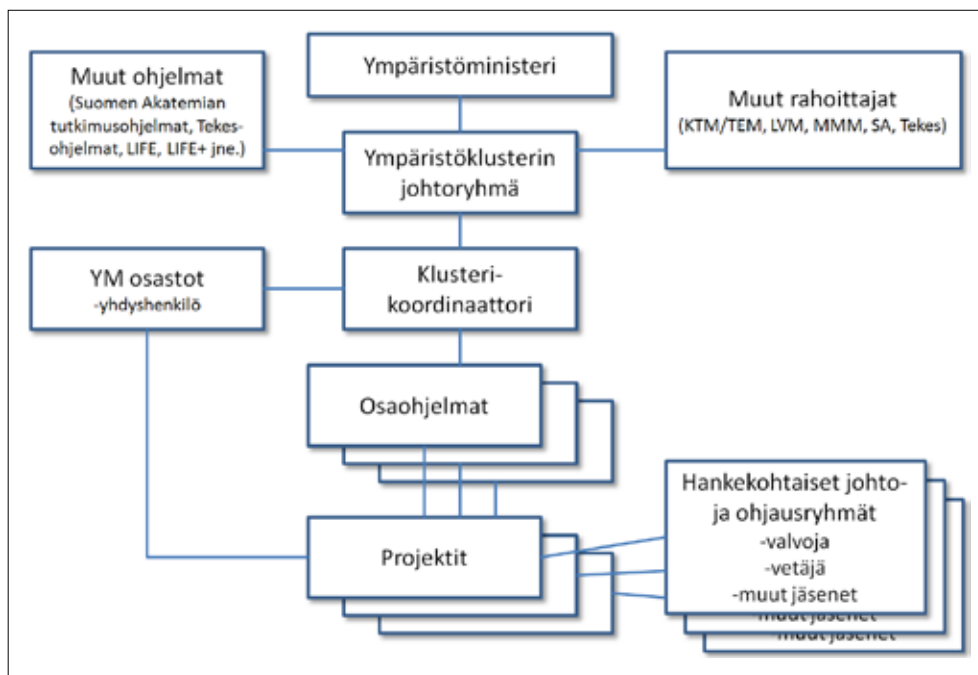 Ympäristöministeri
Muut ohjelmat
(Suomen Akatemian
tutkimusohjelmat, Tekes-
ohjelmat, LIFE, LIFE+ jne.)
Muut rahoittajat
(KTM/TEM, LVM, MMM, SA, Tekes)
Ympäristöklusterin
johtoryhmä
YM osastot
-yhdyshenkilö
Klusteri-
koordinaattori
Osaohjelmat
Projektit
Hankekohtaiset johto-
ja ohjausryhmät
-valvoja
-vetäjä
-muut jäsenet
-muut jäsenet
-muut jäsenet